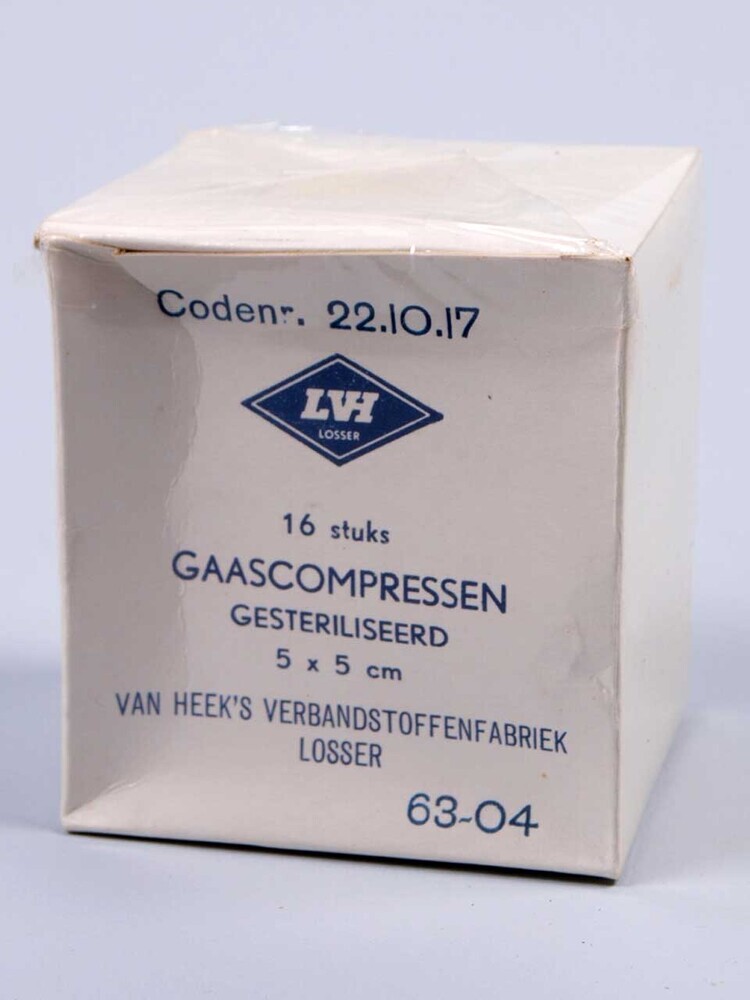 Codenr. 22.10.17
LVH
LOSSER
16 stuks
GAASCOMPRESSEN
GESTERILISEERD
5 x 5 cm
VAN HEEK'S VERBANDSTOFFENFABRIEK
LOSSER
63-04